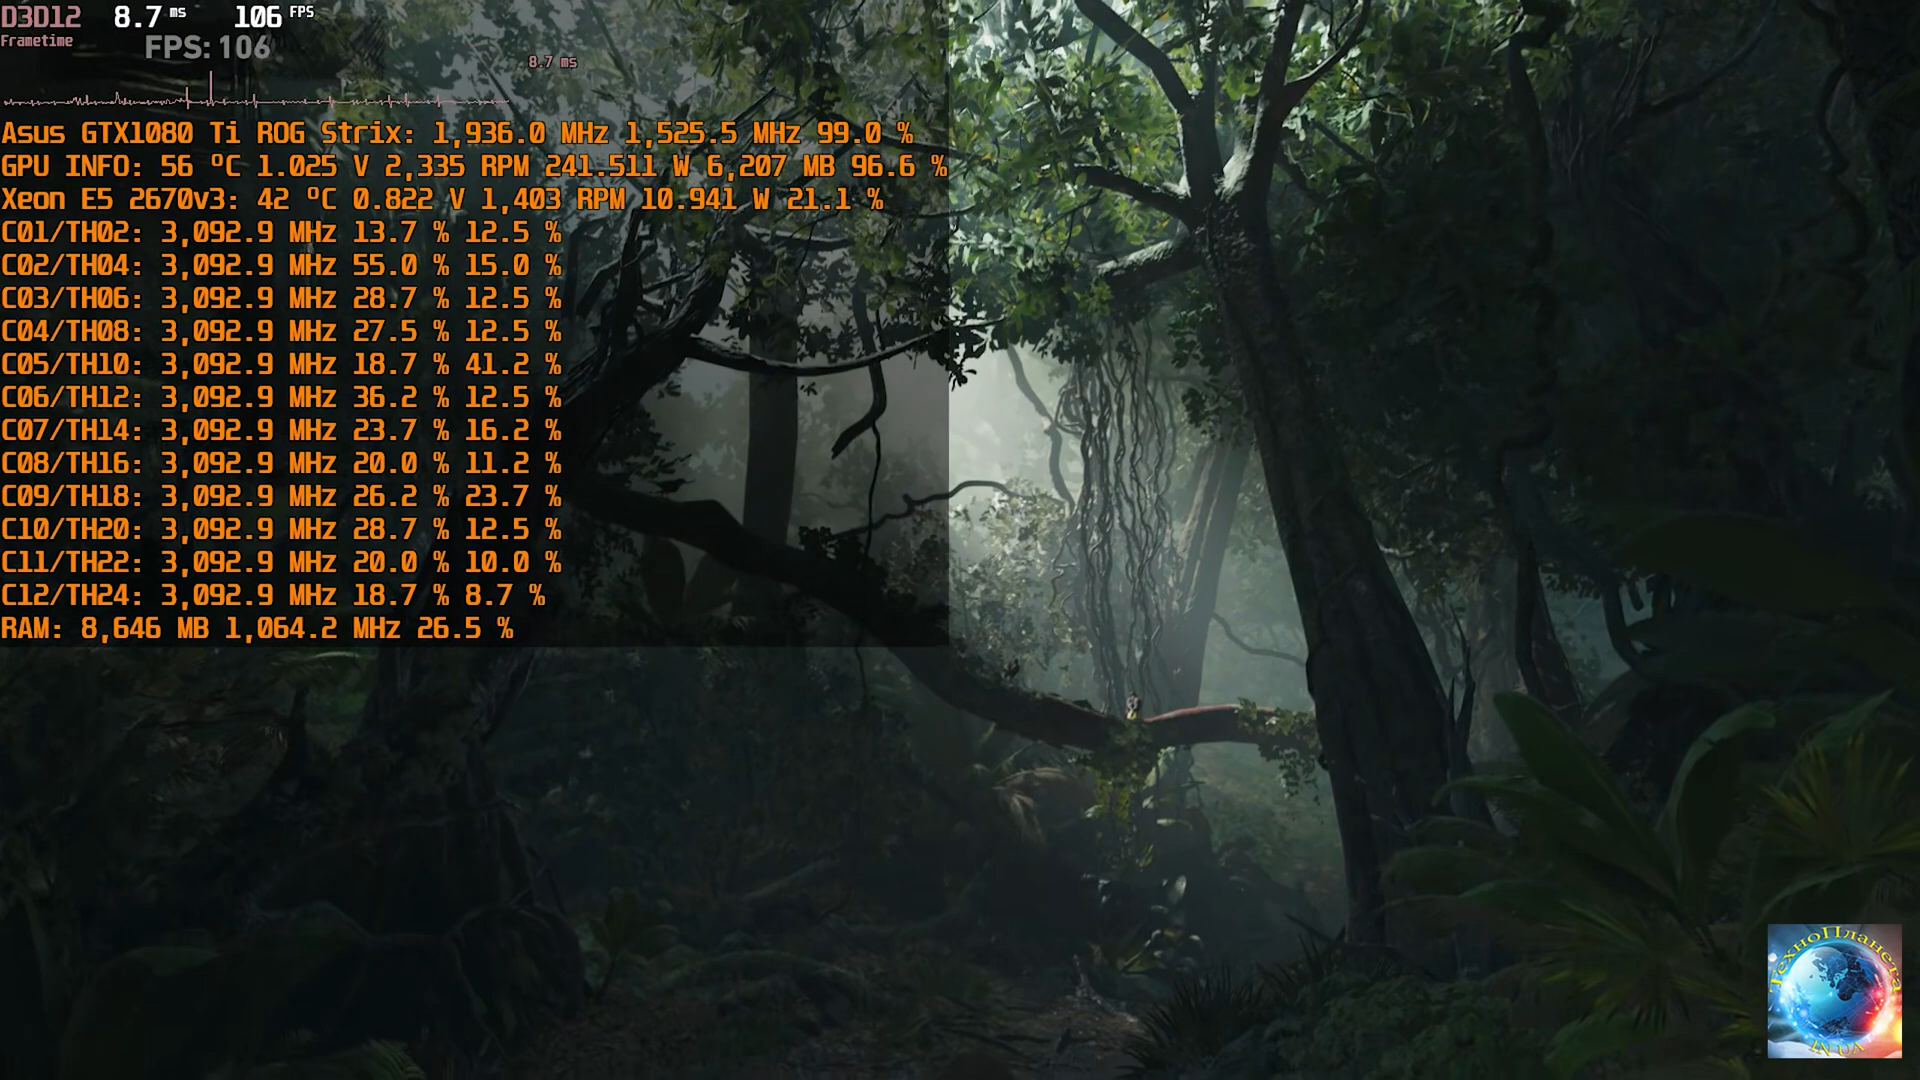 D3D12 8.7 ms 106 FPS
Frametime
FPS: 106
8.7 ms
Asus GTX1080 Ti ROG Strix: 1,936.0 MHz 1,525.5 MHz 99.0 %
GPU INFO: 56 ºC 1.025 V 2,335 RPM 241.511 W 6,207 MB 96.6 %
Xeon E5 2670v3: 42 ºC 0.822 V 1,403 RPM 10.941 W 21.1 %
C01/TH02: 3,092.9 MHz 13.7 % 12.5 %
C02/TH04: 3,092.9 MHz 55.0 % 15.0 %
C03/TH06: 3,092.9 MHz 28.7 % 12.5 %
C04/TH08: 3,092.9 MHz 27.5 % 12.5 %
C05/TH10: 3,092.9 MHz 18.7 % 41.2 %
C06/TH12: 3,092.9 MHz 36.2 % 12.5 %
C07/TH14: 3,092.9 MHz 23.7 % 16.2 %
C08/TH16: 3,092.9 MHz 20.0 % 11.2 %
C09/TH18: 3,092.9 MHz 26.2 % 23.7 %
C10/TH20: 3,092.9 MHz 28.7 % 12.5 %
C11/TH22: 3,092.9 MHz 20.0 % 10.0 %
C12/TH24: 3,092.9 MHz 18.7 % 8.7 %
RAM: 8,646 MB 1,064.2 MHz 26.5 %
ТехноПланета
IN UA